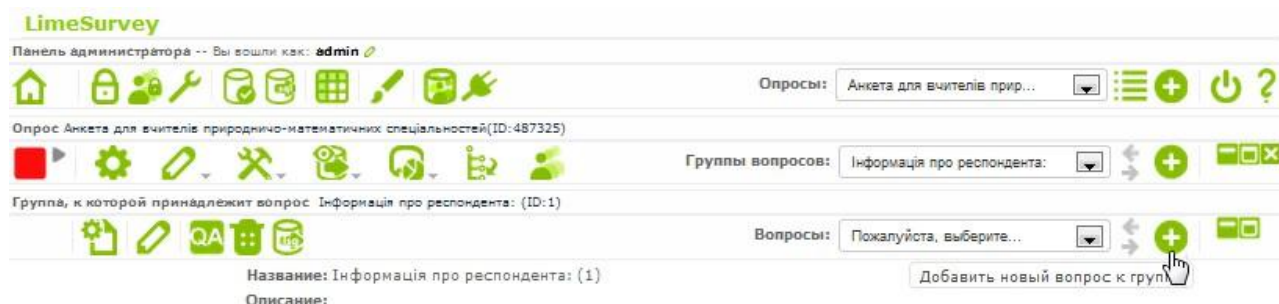 LimeSurvey
Панель администратора -- Вы вошли как: admin
Опросы: Анкета для вчителів прир...
Опрос Анкета для вчителів природничо-математичних спеціальностей(ID:487325)
Группы вопросов: Інформація про респондента:
Группа, к которой принадлежит вопрос Інформація про респондента: (ID:1)
QA
Вопросы: Пожалуйста, выберите...
Название: Інформація про респондента: (1)
Добавить новый вопрос к групп
Описание: